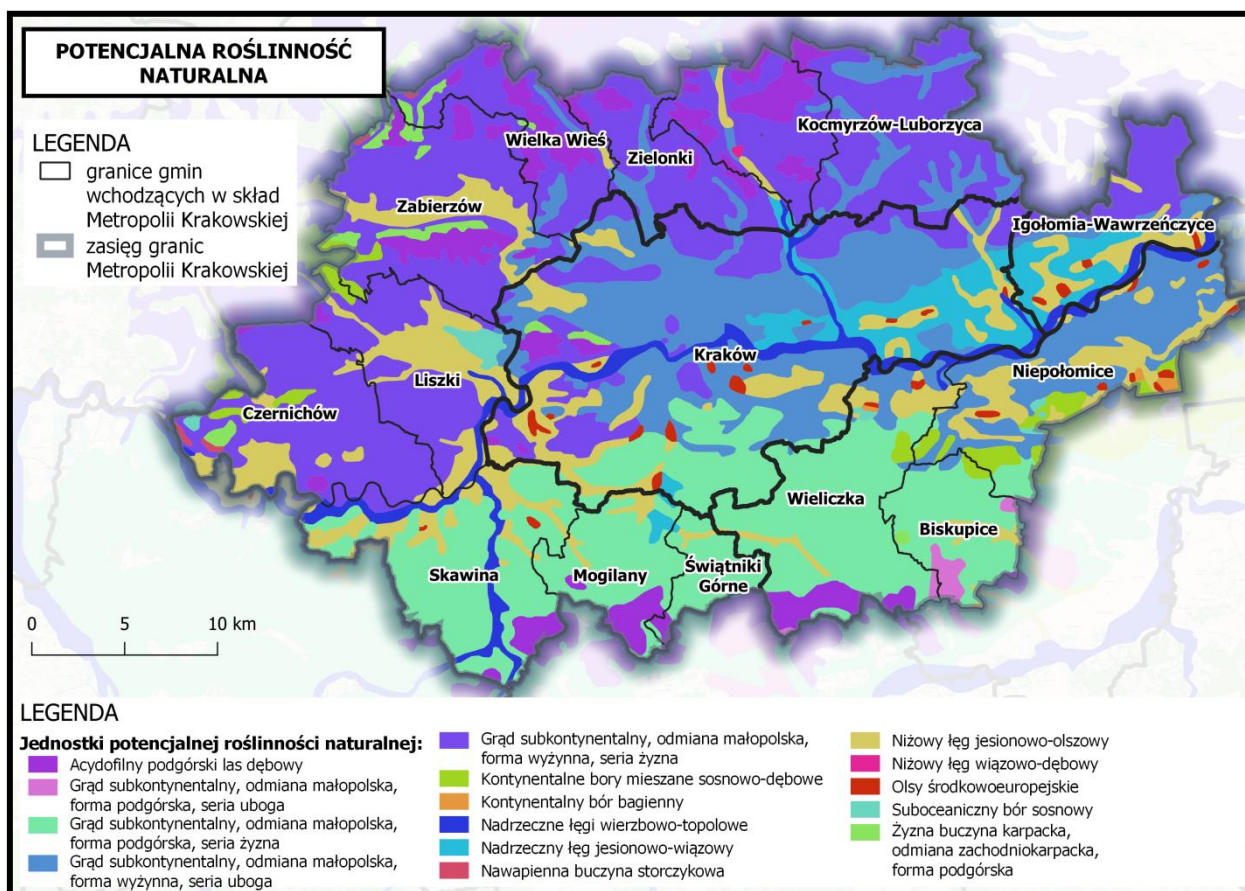 POTENCJALNA ROŚLINNOŚĆ
NATURALNA
LEGENDA
granice gmin
wchodzących w skład
Metropolii Krakowskiej
zasięg granic
Metropolii Krakowskiej
Kocmyrzów-Luborzyca
Wielka Wieś
Zielonki
Zabierzów
Igołomia-Wawrzeńczyce
Kraków
Niepołomice
Liszki
Czernichów
Wieliczka
Biskupice
Skawina
Mogilany
Świątniki
Górne
0 5 10 km
LEGENDA
Jednostki potencjalnej roślinności naturalnej:
Acydofilny podgórski las dębowy
Grąd subkontynentalny, odmiana małopolska,
forma podgórska, seria uboga
Grąd subkontynentalny, odmiana małopolska,
forma podgórska, seria żyzna
Grąd subkontynentalny, odmiana małopolska,
forma wyżynna, seria uboga
Grąd subkontynentalny, odmiana małopolska,
forma wyżynna, seria żyzna
Kontynentalne bory mieszane sosnowo-dębowe
Kontynentalny bór bagienny
Nadrzeczne łęgi wierzbowo-topolowe
Nadrzeczny łęg jesionowo-wiązowy
Nawapienna buczyna storczykowa
Niżowy łęg jesionowo-olszowy
Niżowy łęg wiązowo-dębowy
Olsy środkowoeuropejskie
Suboceaniczny bór sosnowy
Żyzna buczyna karpacka,
odmiana zachodniokarpacka,
forma podgórska